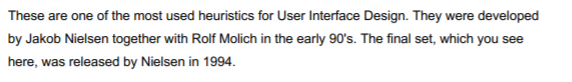 These are one of the most used heuristics for User Interface Design. They were developed
by Jakob Nielsen together with Rolf Molich in the early 90's. The final set, which you see
here, was released by Nielsen in 1994.